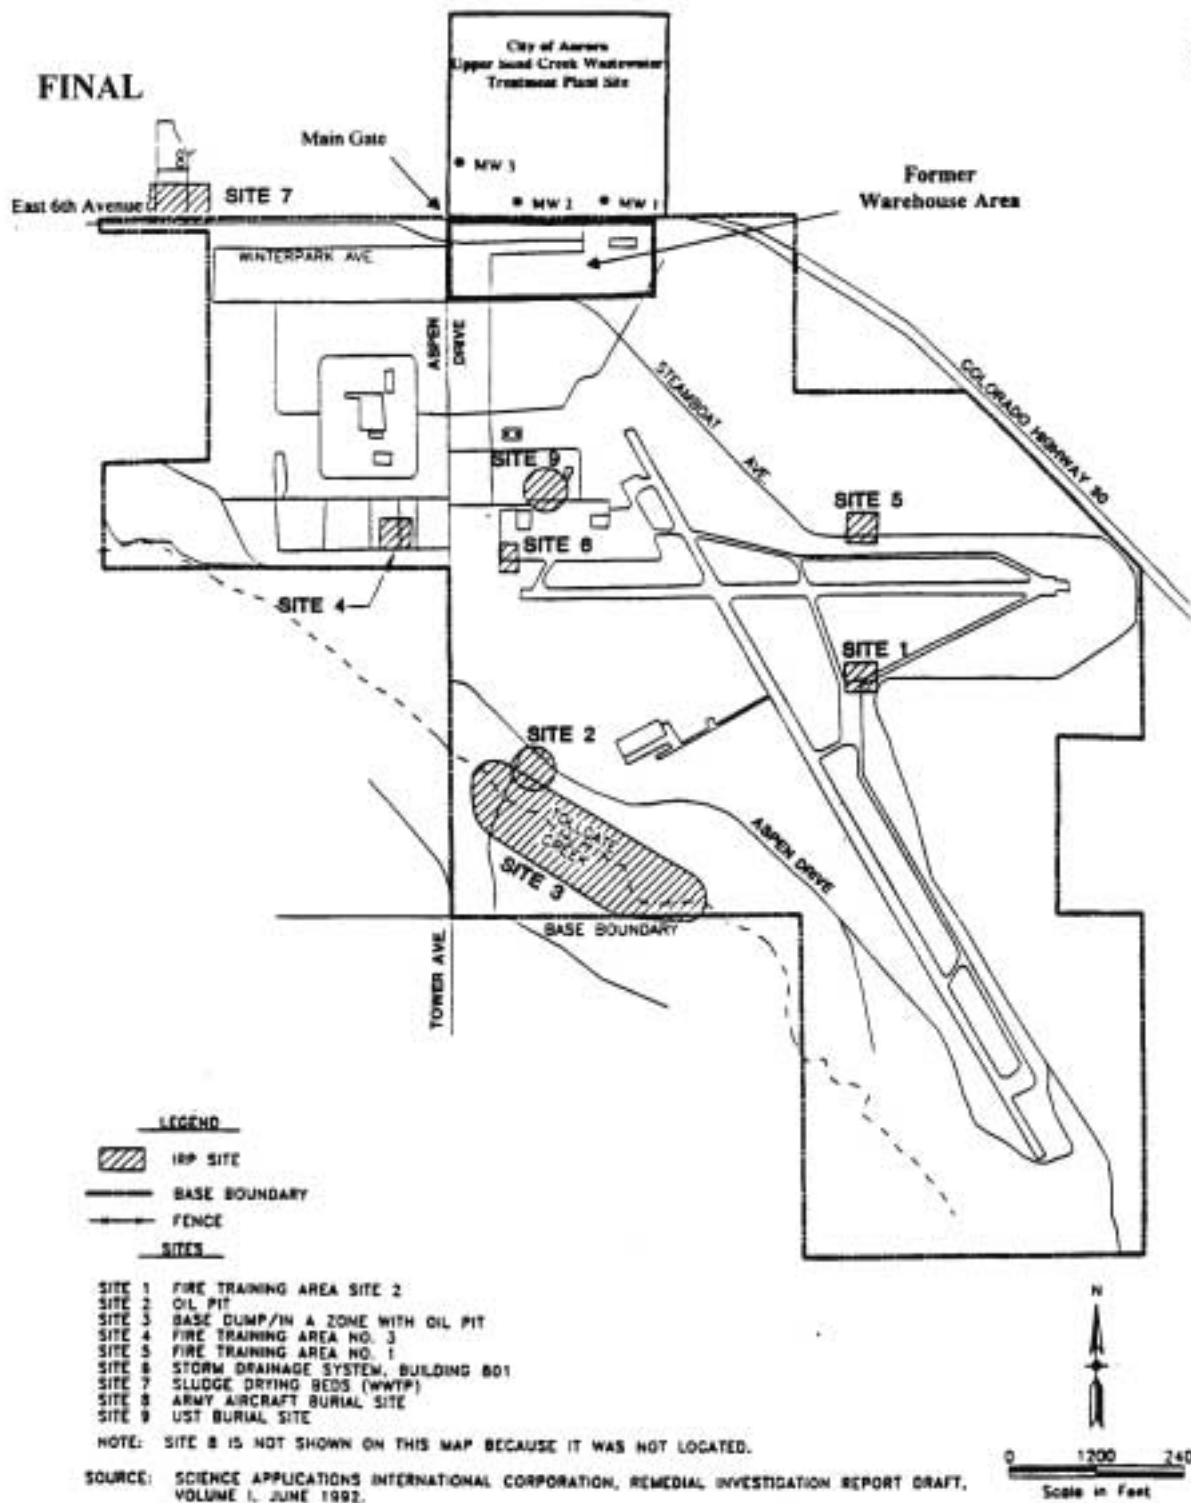 City of Aurora
Upper Sand Creek Wastewater
Treatment Plant Site
FINAL
Main Gate
MW 3
Former
Warehouse Area
SITE 7
East 6th Avenue
MW 2
MW 1
WINTERPARK AVE.
ASPEN
DRIVE
STEAMBOAT
AVE.
COLORADO HIGHWAY 30
SITE 9
SITE 5
SITE 6
SITE 4
SITE 1
SITE 2
TOLLGATE
CREEK
SITE 3
ASPEN DRIVE
BASE BOUNDARY
TOWER AVE.
LEGEND
IRP SITE
BASE BOUNDARY
FENCE
SITES
SITE 1 FIRE TRAINING AREA SITE 2
SITE 2 OIL PIT
SITE 3 BASE DUMP/IN A ZONE WITH OIL PIT
SITE 4 FIRE TRAINING AREA NO. 3
SITE 5 FIRE TRAINING AREA NO. 1
SITE 6 STORM DRAINAGE SYSTEM, BUILDING 801
SITE 7 SLUDGE DRYING BEDS (WWTP)
SITE 8 ARMY AIRCRAFT BURIAL SITE
SITE 9 UST BURIAL SITE
NOTE: SITE 8 IS NOT SHOWN ON THIS MAP BECAUSE IT WAS NOT LOCATED.
SOURCE: SCIENCE APPLICATIONS INTERNATIONAL CORPORATION, REMEDIAL INVESTIGATION REPORT DRAFT,
VOLUME I, JUNE 1992.
N
0 1200 240
Scale in Feet